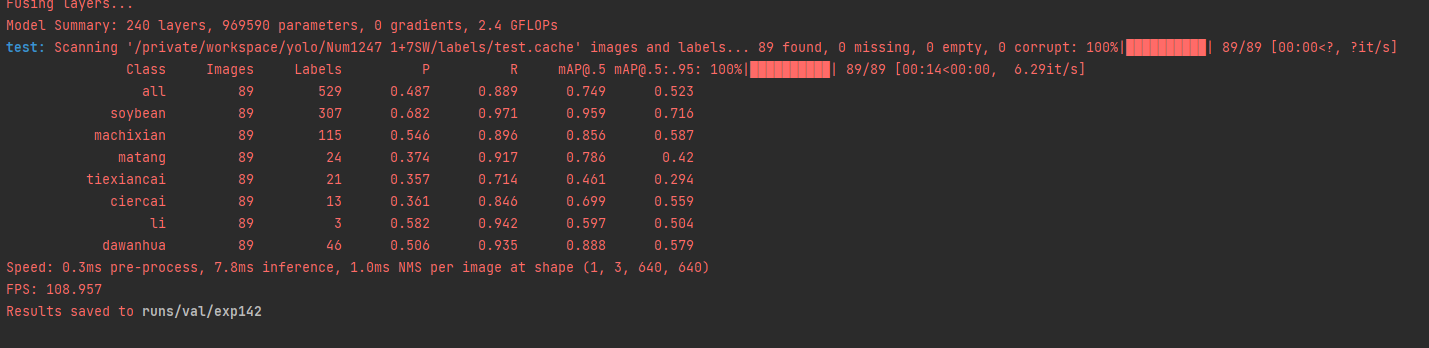 Fusing layers...
Model Summary: 240 layers, 969590 parameters, 0 gradients, 2.4 GFLOPs
test: Scanning '/private/workspace/yolo/Num1247 1+7SW/labels/test.cache' images and labels... 89 found, 0 missing, 0 empty, 0 corrupt: 100%|██████████| 89/89 [00:00<?, ?it/s]
Class Images Labels P R mAP@.5 mAP@.5:.95: 100%|██████████| 89/89 [00:14<00:00, 6.29it/s]
all 89 529 0.487 0.889 0.749 0.523
soybean 89 307 0.682 0.971 0.959 0.716
machixian 89 115 0.546 0.896 0.856 0.587
matang 89 24 0.374 0.917 0.786 0.42
tiexiancai 89 21 0.357 0.714 0.461 0.294
ciercai 89 13 0.361 0.846 0.699 0.559
li 89 3 0.582 0.942 0.597 0.504
dawanhua 89 46 0.506 0.935 0.888 0.579
Speed: 0.3ms pre-process, 7.8ms inference, 1.0ms NMS per image at shape (1, 3, 640, 640)
FPS: 108.957
Results saved to runs/val/exp142